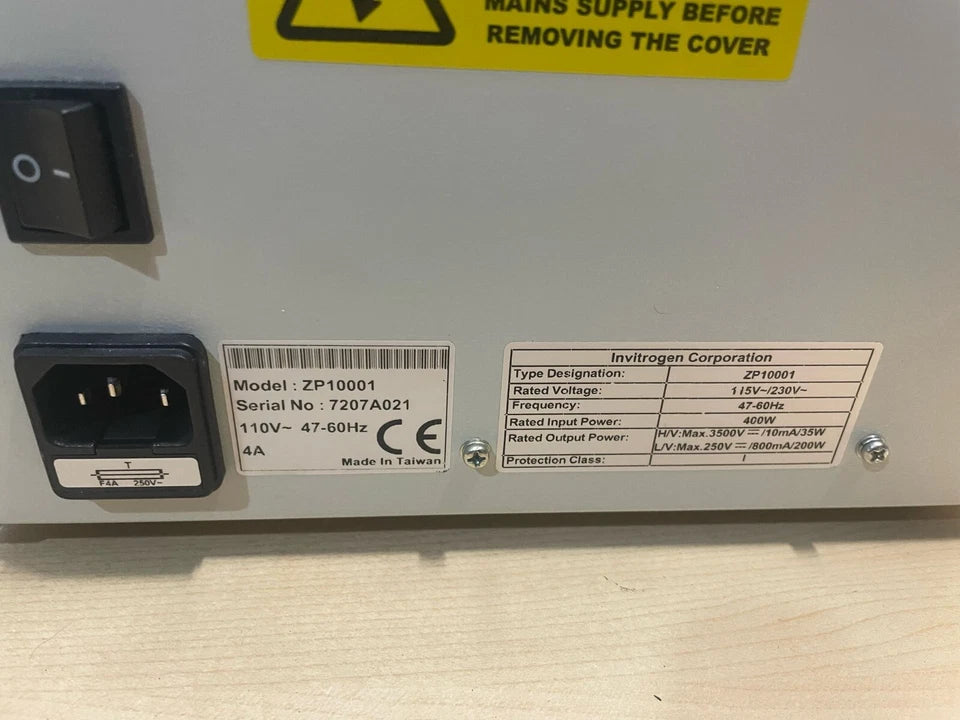 MAINS SUPPLY BEFORE
REMOVING THE COVER
O I
Model : ZP10001
Serial No : 7207A021
110V~ 47-60Hz
4A
CE
Made In Taiwan
T
F4A 250V~
Invitrogen Corporation
Type Designation: ZP10001
Rated Voltage: 115V~/230V~
Frequency: 47-60Hz
Rated Input Power: 400W
Rated Output Power: H/V:Max.3500V ⎓/10mA/35W
L/V:Max.250V ⎓/800mA/200W
Protection Class: I